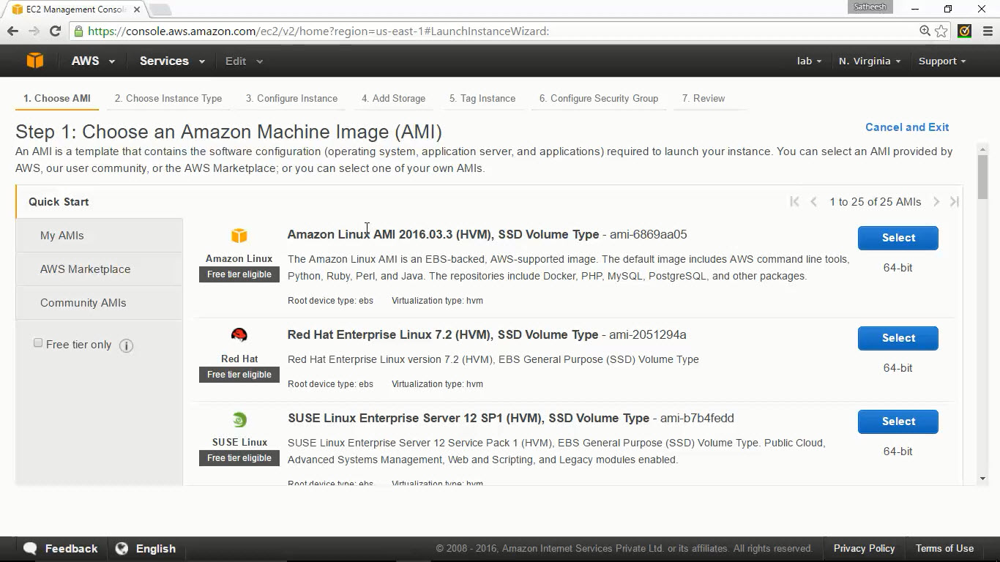 EC2 Management Consol
Satheesh
https://console.aws.amazon.com/ec2/v2/home?region=us-east-1#LaunchInstanceWizard:
AWS Services Edit lab N. Virginia Support
1. Choose AMI 2. Choose Instance Type 3. Configure Instance 4. Add Storage 5. Tag Instance 6. Configure Security Group 7. Review
Step 1: Choose an Amazon Machine Image (AMI)
Cancel and Exit
An AMI is a template that contains the software configuration (operating system, application server, and applications) required to launch your instance. You can select an AMI provided by
AWS, our user community, or the AWS Marketplace; or you can select one of your own AMIs.
Quick Start
My AMIs
AWS Marketplace
Community AMIs
Free tier only
1 to 25 of 25 AMIs
Amazon Linux
Free tier eligible
Amazon Linux AMI 2016.03.3 (HVM), SSD Volume Type - ami-6869aa05
The Amazon Linux AMI is an EBS-backed, AWS-supported image. The default image includes AWS command line tools,
Python, Ruby, Perl, and Java. The repositories include Docker, PHP, MySQL, PostgreSQL, and other packages.
Root device type: ebs Virtualization type: hvm
Select
64-bit
Red Hat
Free tier eligible
Red Hat Enterprise Linux 7.2 (HVM), SSD Volume Type - ami-2051294a
Red Hat Enterprise Linux version 7.2 (HVM), EBS General Purpose (SSD) Volume Type
Root device type: ebs Virtualization type: hvm
Select
64-bit
SUSE Linux
Free tier eligible
SUSE Linux Enterprise Server 12 SP1 (HVM), SSD Volume Type - ami-b7b4fedd
SUSE Linux Enterprise Server 12 Service Pack 1 (HVM), EBS General Purpose (SSD) Volume Type. Public Cloud,
Advanced Systems Management, Web and Scripting, and Legacy modules enabled.
Root device type: ebs Virtualization type: hvm
Select
64-bit
Feedback English
© 2008 - 2016, Amazon Internet Services Private Ltd. or its affiliates. All rights reserved. Privacy Policy Terms of Use